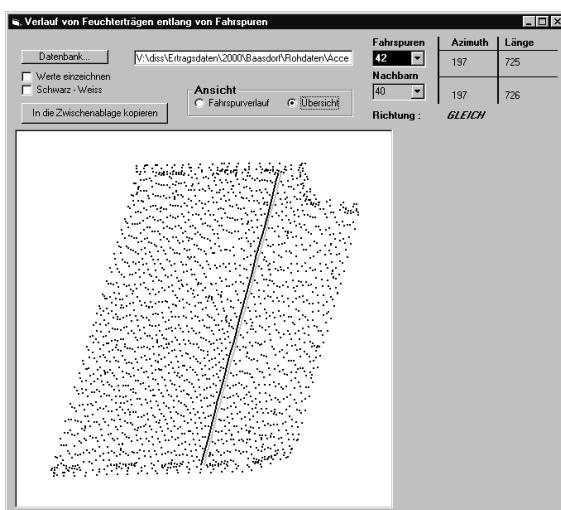 Verlauf von Feuchterträgen entlang von Fahrspuren
Datenbank...
V:\diss\Ertragsdaten\2000\Baasdorf\Rohdaten\Acce
Werte einzeichnen
Schwarz - Weiss
In die Zwischenablage kopieren
Ansicht
Fahrspurverlauf
Übersicht
Fahrspuren
Azimuth
Länge
42
197
725
Nachbarn
40
197
726
Richtung :
GLEICH